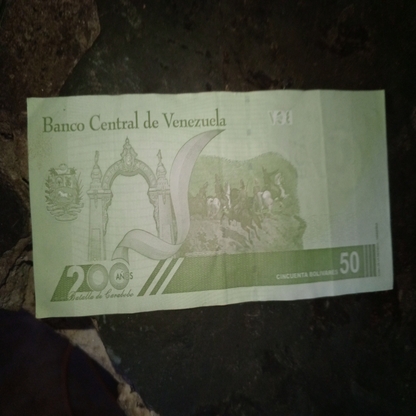 Banco Central de Venezuela
200 AÑOS
Batalla de Carabobo
CINCUENTA BOLÍVARES 50